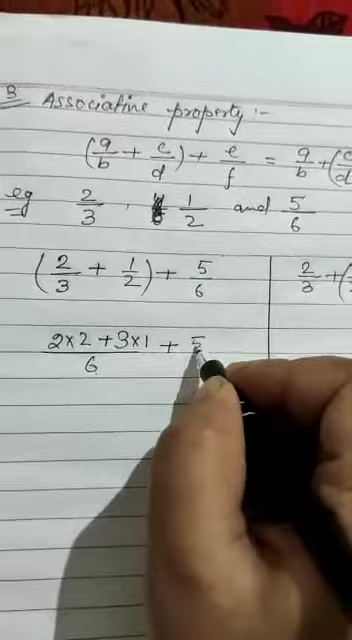 3 Associative property :-
(a/b + c/d) + e/f = a/b + (c/d
eg 2/3 , 1/2 and 5/6
(2/3 + 1/2) + 5/6 2/3 + (
2×2 + 3×1 / 6 + 5